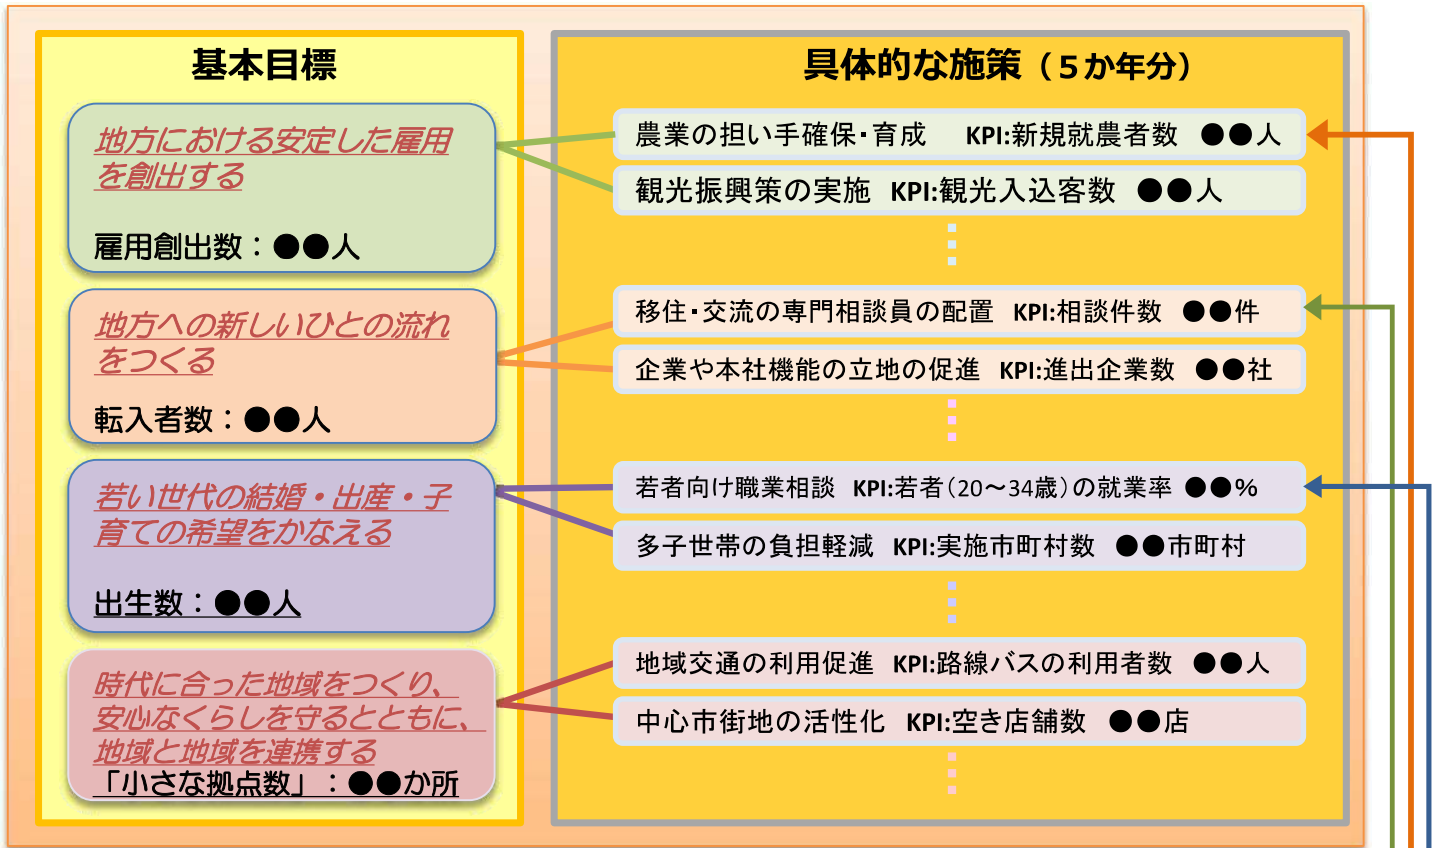 基本目標
地方における安定した雇用
を創出する
雇用創出数：●●人
地方への新しいひとの流れ
をつくる
転入者数：●●人
若い世代の結婚・出産・子
育ての希望をかなえる
出生数：●●人
時代に合った地域をつくり、
安心なくらしを守るとともに、
地域と地域を連携する
「小さな拠点数」：●●か所
具体的な施策（５か年分）
農業の担い手確保・育成　KPI:新規就農者数　●●人
観光振興策の実施　KPI:観光入込客数　●●人
移住・交流の専門相談員の配置　KPI:相談件数　●●件
企業や本社機能の立地の促進　KPI:進出企業数　●●社
若者向け職業相談　KPI:若者（20～34歳）の就業率　●●％
多子世帯の負担軽減　KPI:実施市町村数　●●市町村
地域交通の利用促進　KPI:路線バスの利用者数　●●人
中心市街地の活性化　KPI:空き店舗数　●●店